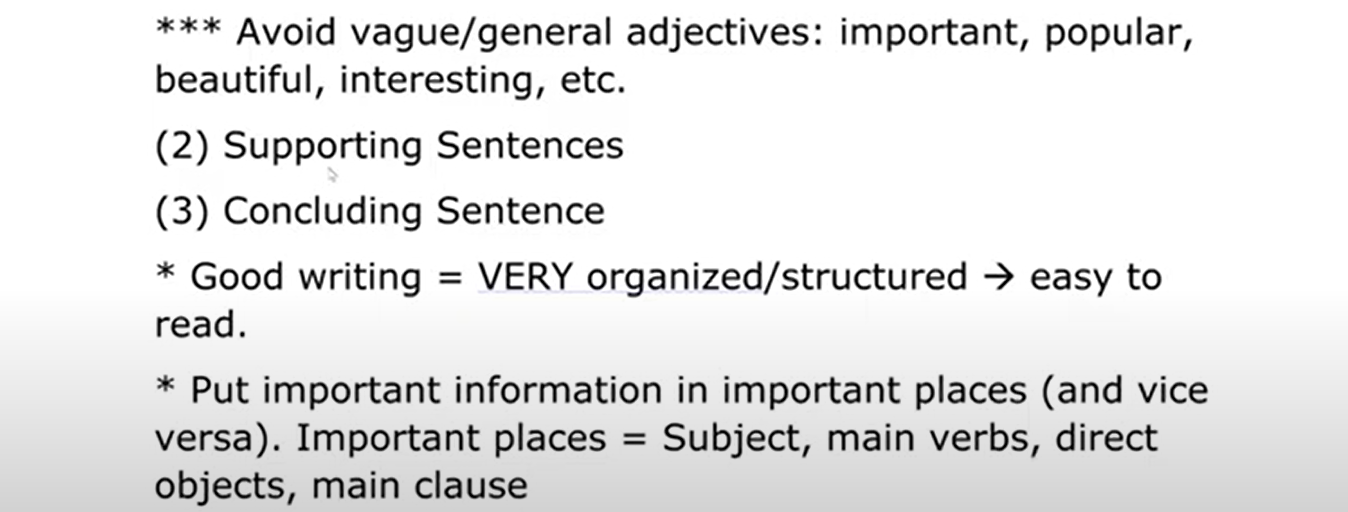 *** Avoid vague/general adjectives: important, popular,
beautiful, interesting, etc.
(2) Supporting Sentences
(3) Concluding Sentence
* Good writing = VERY organized/structured → easy to
read.
* Put important information in important places (and vice
versa). Important places = Subject, main verbs, direct
objects, main clause